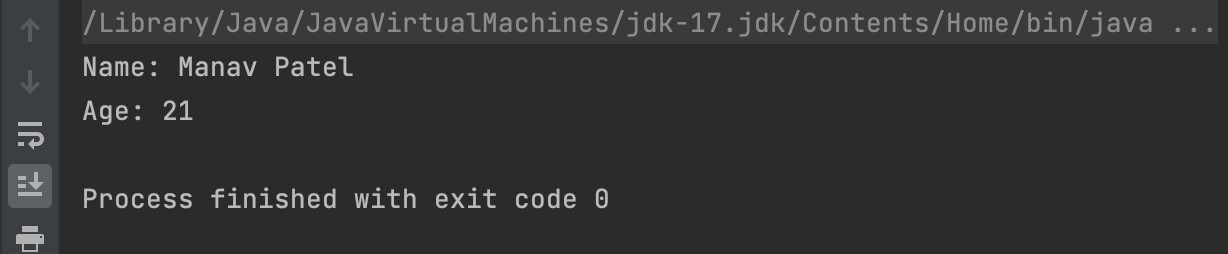 /Library/Java/JavaVirtualMachines/jdk-17.jdk/Contents/Home/bin/java ...
Name: Manav Patel
Age: 21
Process finished with exit code 0